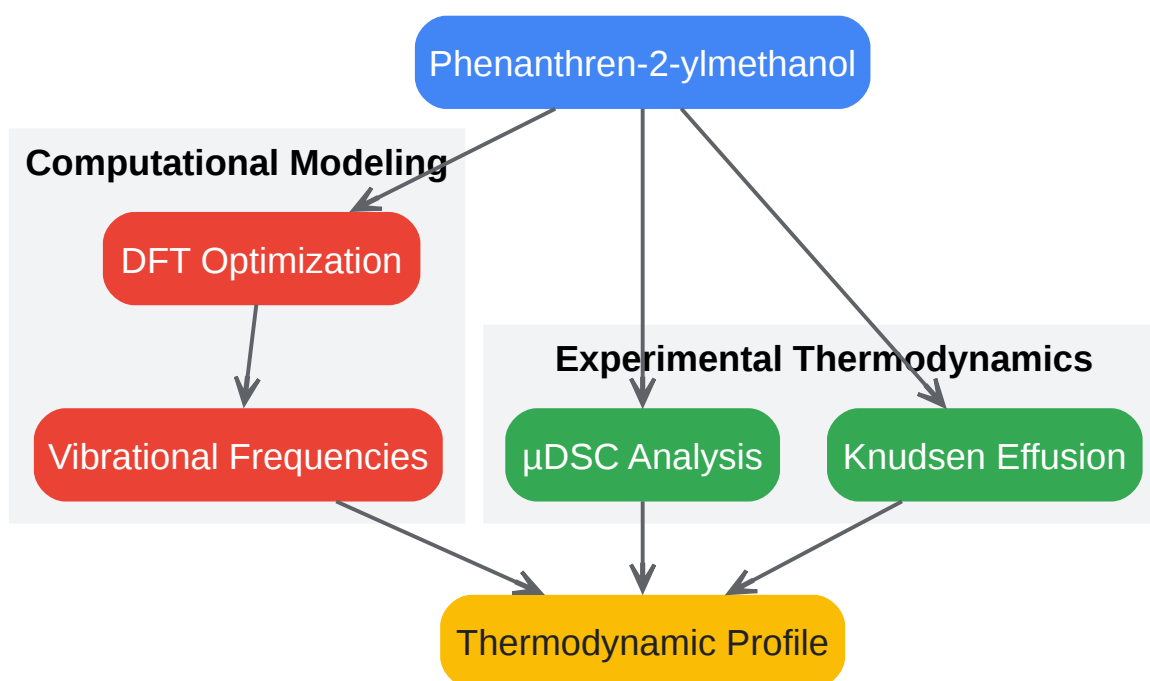 Phenanthren-2-ylmethanol
Computational Modeling
DFT Optimization
Experimental Thermodynamics
Vibrational Frequencies
µDSC Analysis
Knudsen Effusion
Thermodynamic Profile